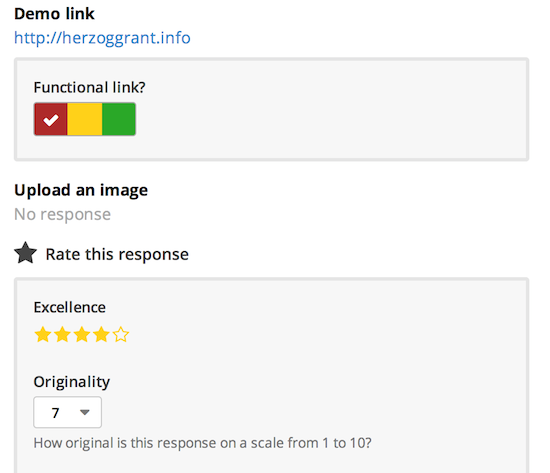 Demo link
http://herzoggrant.info
Functional link?
Upload an image
No response
Rate this response
Excellence
Originality
7
How original is this response on a scale from 1 to 10?